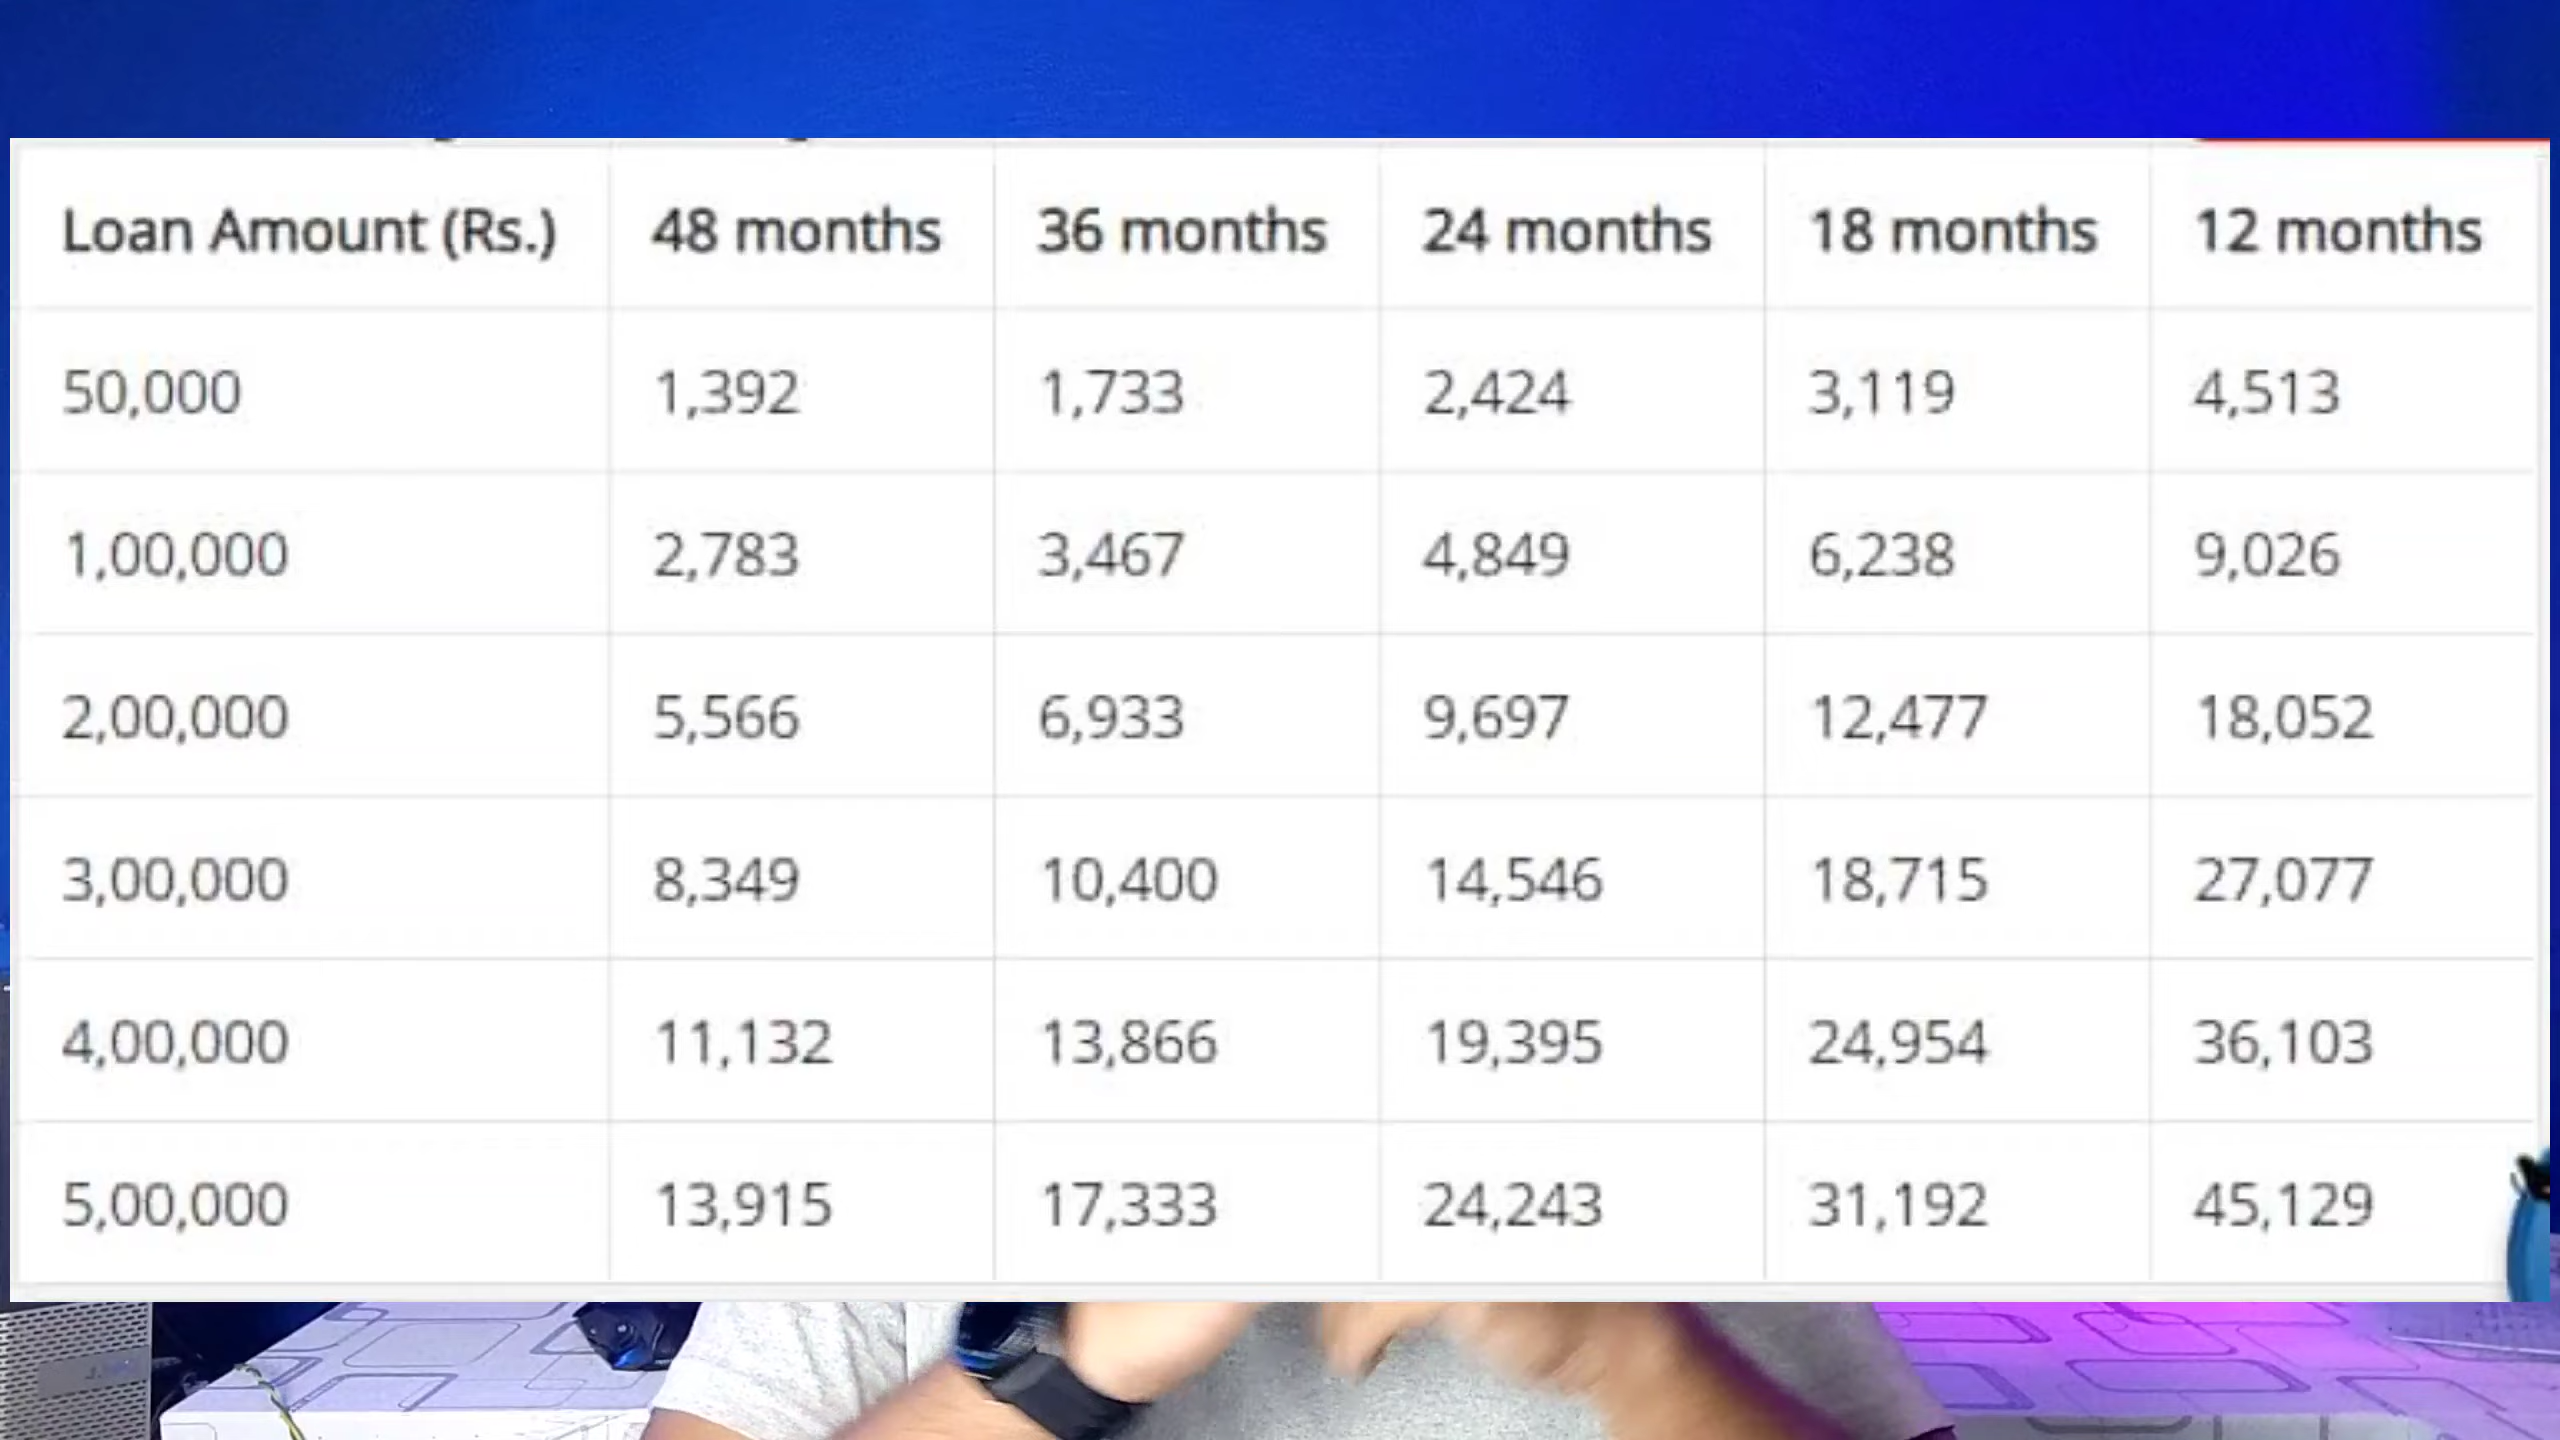 Loan Amount (Rs.) 48 months 36 months 24 months 18 months 12 months
50,000 1,392 1,733 2,424 3,119 4,513
1,00,000 2,783 3,467 4,849 6,238 9,026
2,00,000 5,566 6,933 9,697 12,477 18,052
3,00,000 8,349 10,400 14,546 18,715 27,077
4,00,000 11,132 13,866 19,395 24,954 36,103
5,00,000 13,915 17,333 24,243 31,192 45,129